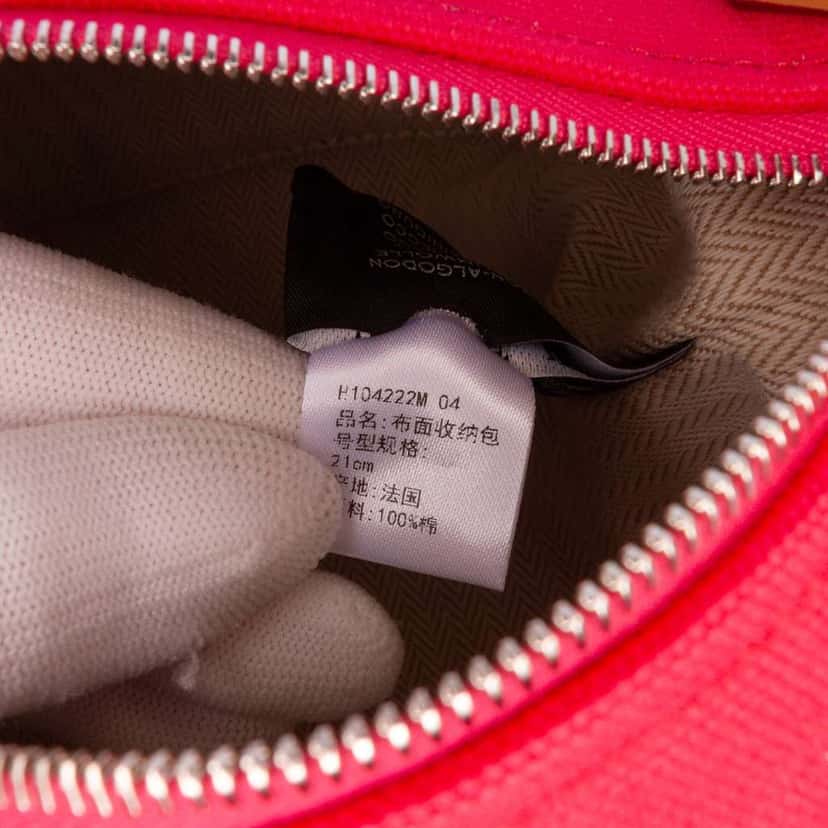 H104222M 04
品名:布面收纳包
号型规格:
21cm
产地:法国
料:100%棉
ALGODON
WOLLE